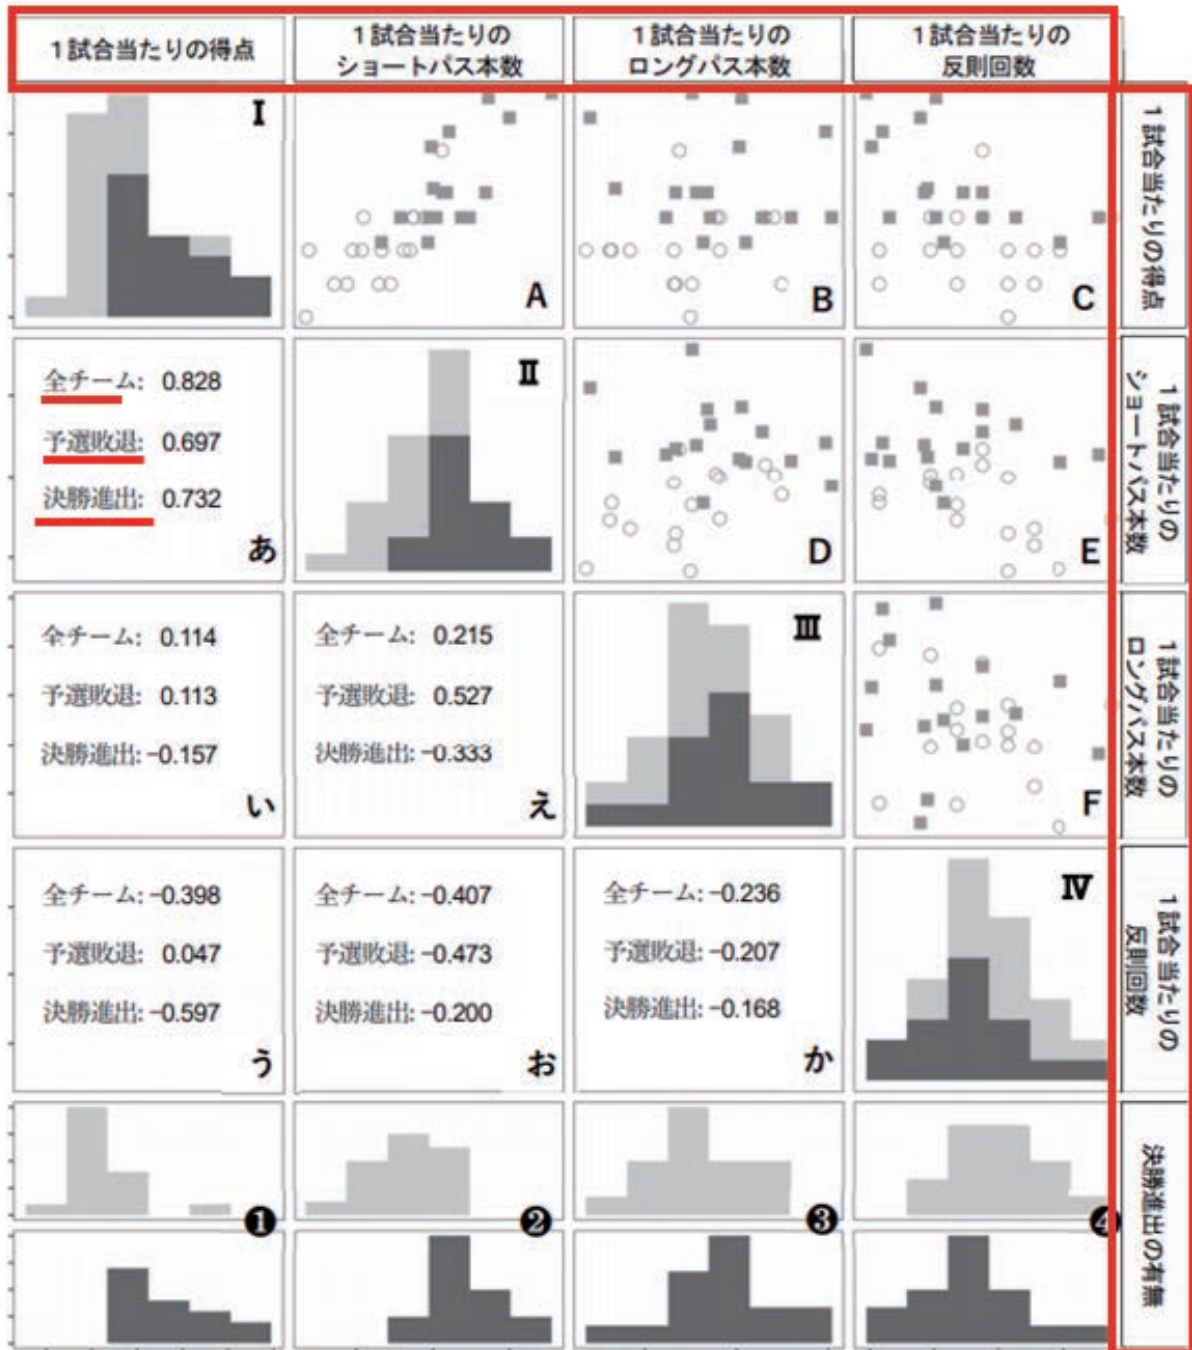 1試合当たりの得点
1試合当たりの
ショートパス本数
1試合当たりの
ロングパス本数
1試合当たりの
反則回数
I
A
B
C
1試合当たりの得点
全チーム: 0.828
予選敗退: 0.697
決勝進出: 0.732
あ
II
D
E
1試合当たりの
ショートパス本数
全チーム: 0.114
予選敗退: 0.113
決勝進出: -0.157
い
全チーム: 0.215
予選敗退: 0.527
決勝進出: -0.333
え
III
F
1試合当たりの
ロングパス本数
全チーム: -0.398
予選敗退: 0.047
決勝進出: -0.597
う
全チーム: -0.407
予選敗退: -0.473
決勝進出: -0.200
お
全チーム: -0.236
予選敗退: -0.207
決勝進出: -0.168
か
IV
1試合当たりの
反則回数
❶
❷
❸
❹
決勝進出の有無